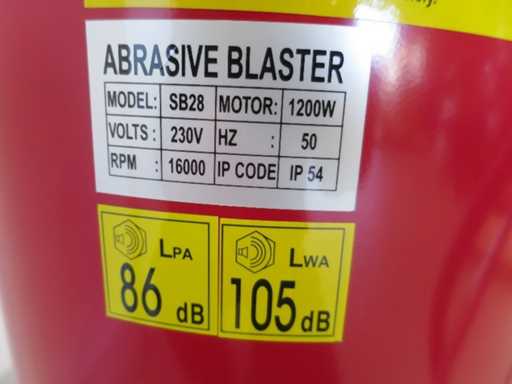 ABRASIVE BLASTER
MODEL: SB28 MOTOR: 1200W
VOLTS : 230V HZ : 50
RPM : 16000 IP CODE IP 54
LPA LWA
86 dB 105 dB